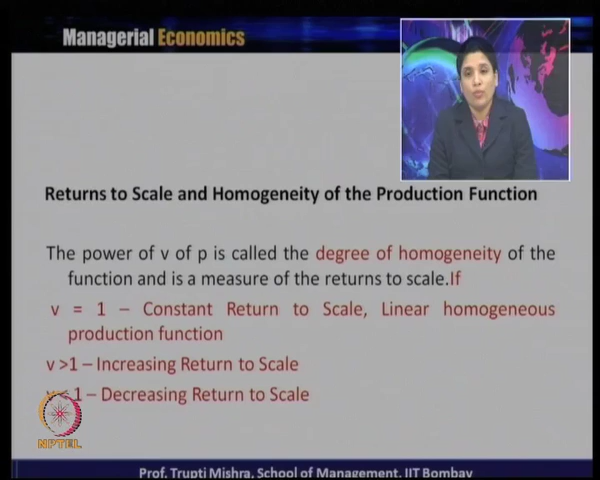 Managerial Economics
Returns to Scale and Homogeneity of the Production Function
The power of v of p is called the degree of homogeneity of the
function and is a measure of the returns to scale.If
v = 1 – Constant Return to Scale, Linear homogeneous
production function
v >1 – Increasing Return to Scale
v < 1 – Decreasing Return to Scale
NPTEL
Prof. Trupti Mishra, School of Management, IIT Bombay